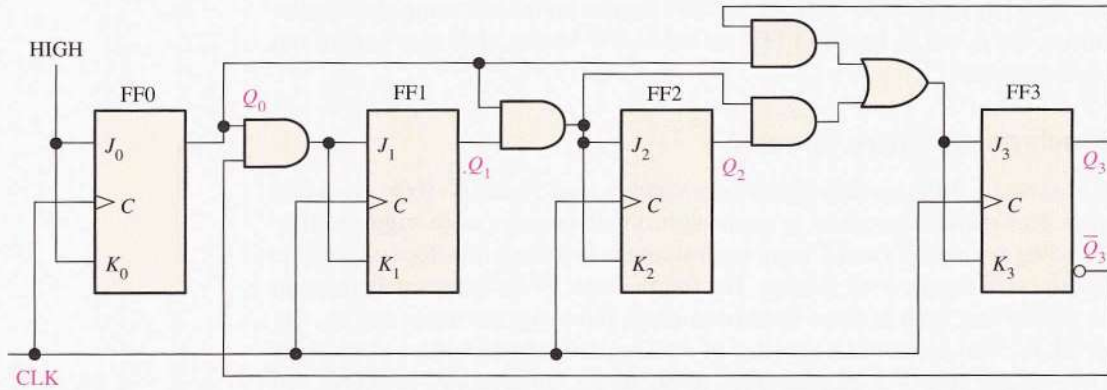 HIGH
FF0 FF1 FF2 FF3
Q0
J0 J1 J2 J3
Q1 Q2 Q3
C C C C
Q̅3
K0 K1 K2 K3
CLK